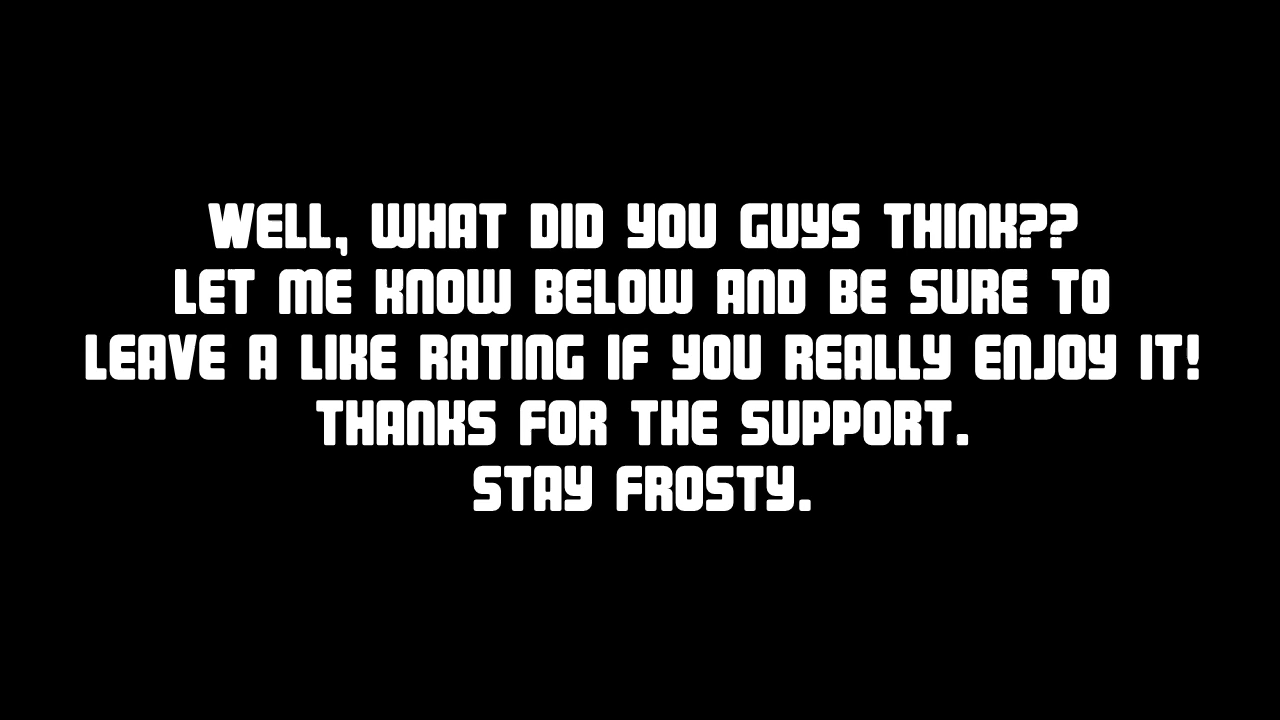 WELL, WHAT DID YOU GUYS THINK??
LET ME KNOW BELOW AND BE SURE TO
LEAVE A LIKE RATING IF YOU REALLY ENJOY IT!
THANKS FOR THE SUPPORT.
STAY FROSTY.